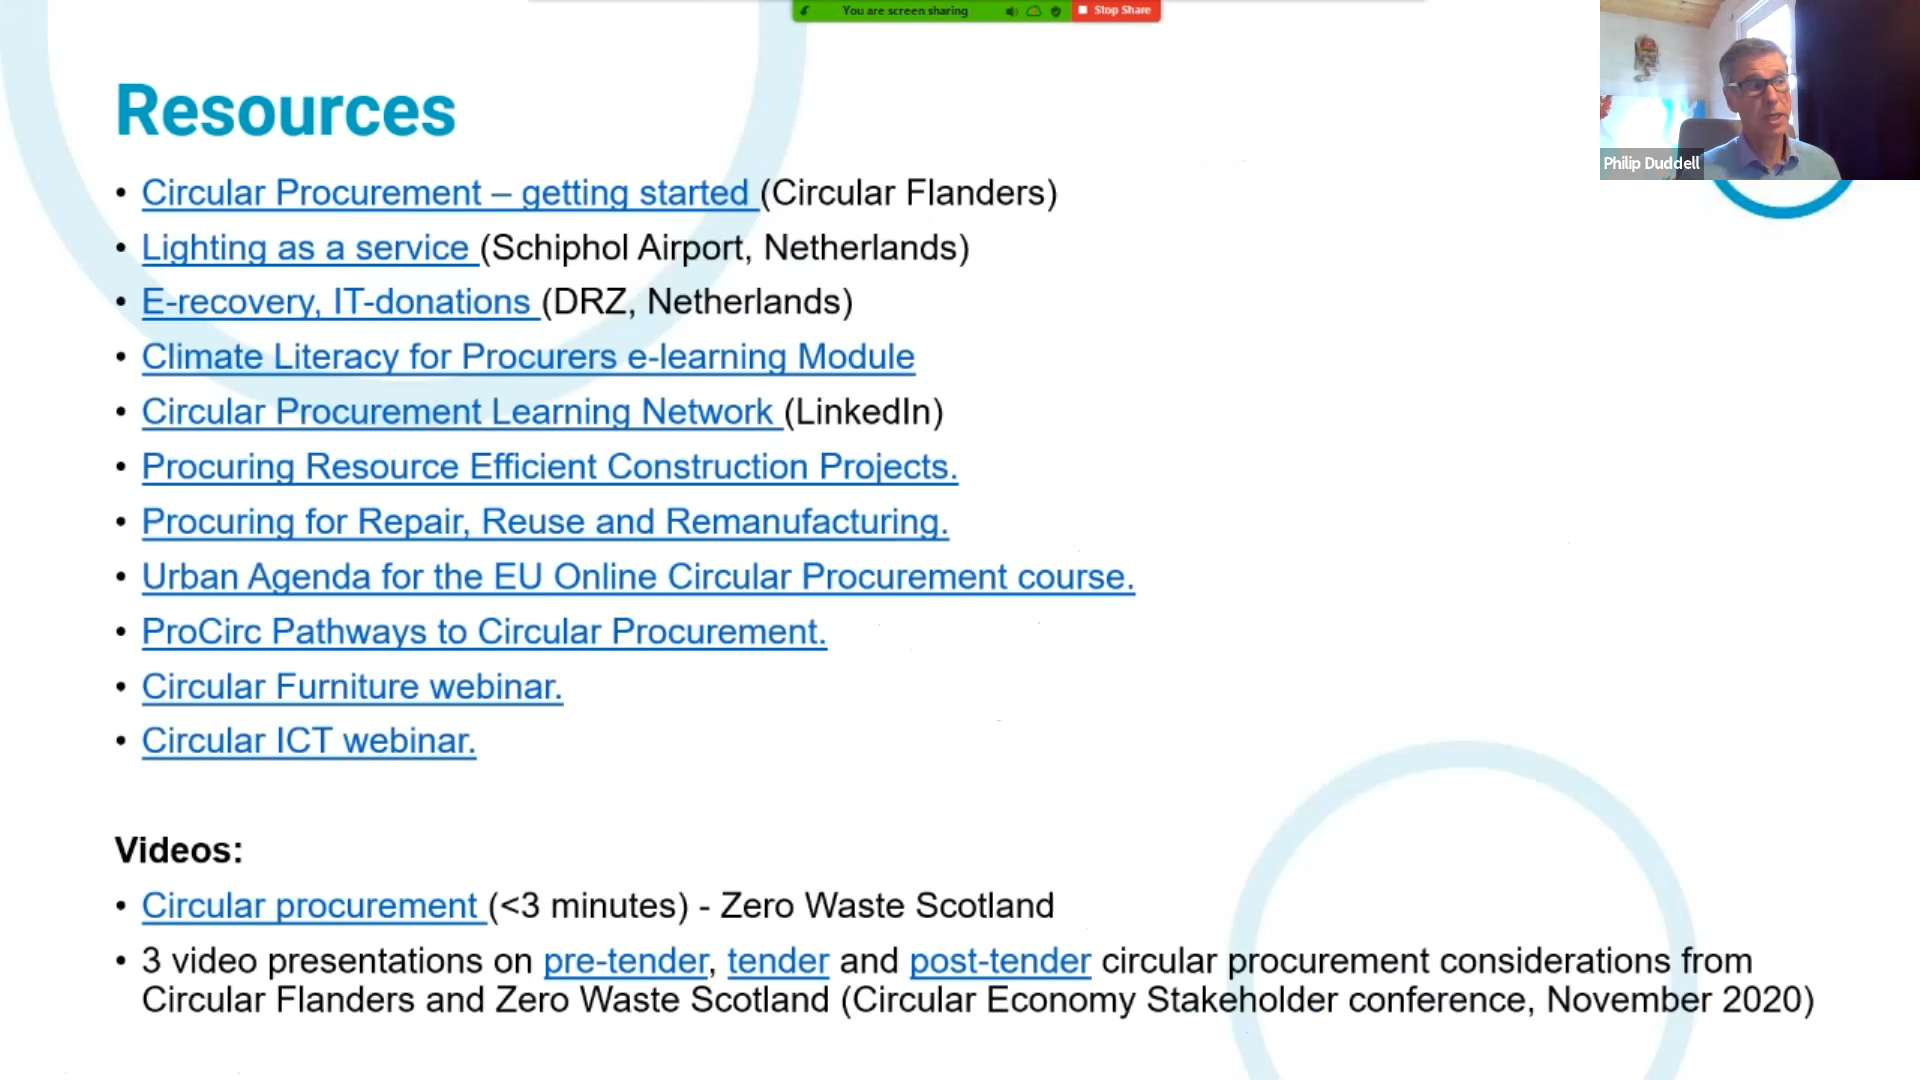 You are screen sharing
Stop Share
Philip Duddell
Resources
• Circular Procurement – getting started (Circular Flanders)
• Lighting as a service (Schiphol Airport, Netherlands)
• E-recovery, IT-donations (DRZ, Netherlands)
• Climate Literacy for Procurers e-learning Module
• Circular Procurement Learning Network (LinkedIn)
• Procuring Resource Efficient Construction Projects.
• Procuring for Repair, Reuse and Remanufacturing.
• Urban Agenda for the EU Online Circular Procurement course.
• ProCirc Pathways to Circular Procurement.
• Circular Furniture webinar.
• Circular ICT webinar.
Videos:
• Circular procurement (<3 minutes) - Zero Waste Scotland
• 3 video presentations on pre-tender, tender and post-tender circular procurement considerations from
Circular Flanders and Zero Waste Scotland (Circular Economy Stakeholder conference, November 2020)